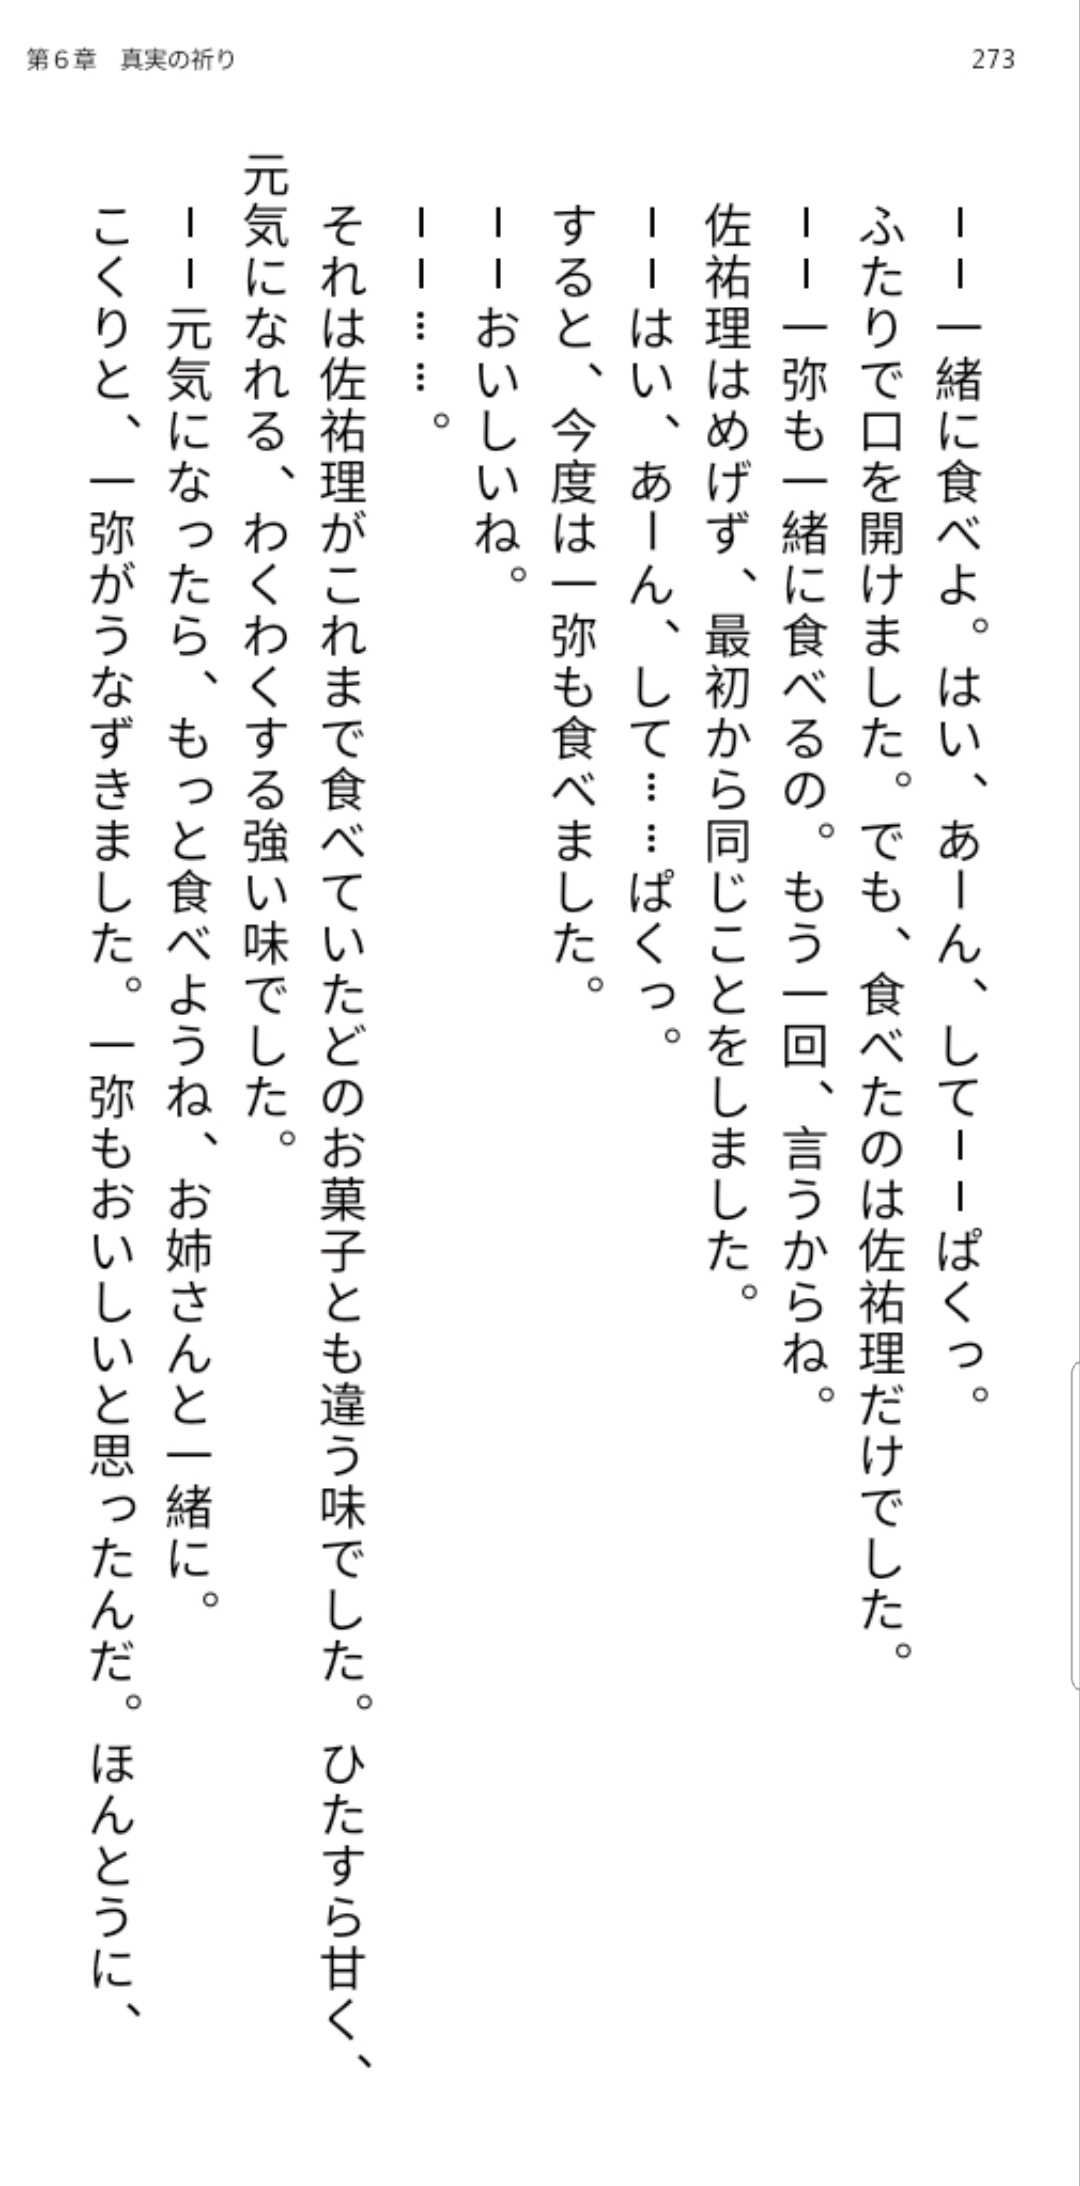 第６章　真実の祈り
273
――一緒に食べよ。はい、あーん、して――ぱくっ。
ふたりで口を開けました。でも、食べたのは佐祐理だけでした。
――一弥も一緒に食べるの。もう一回、言うからね。
佐祐理はめげず、最初から同じことをしました。
――はい、あーん、して……ぱくっ。
すると、今度は一弥も食べました。
――おいしいね。
――……。
それは佐祐理がこれまで食べていたどのお菓子とも違う味でした。ひたすら甘く、
元気になれる、わくわくする強い味でした。
――元気になったら、もっと食べようね、お姉さんと一緒に。
こくりと、一弥がうなずきました。一弥もおいしいと思ったんだ。ほんとうに、